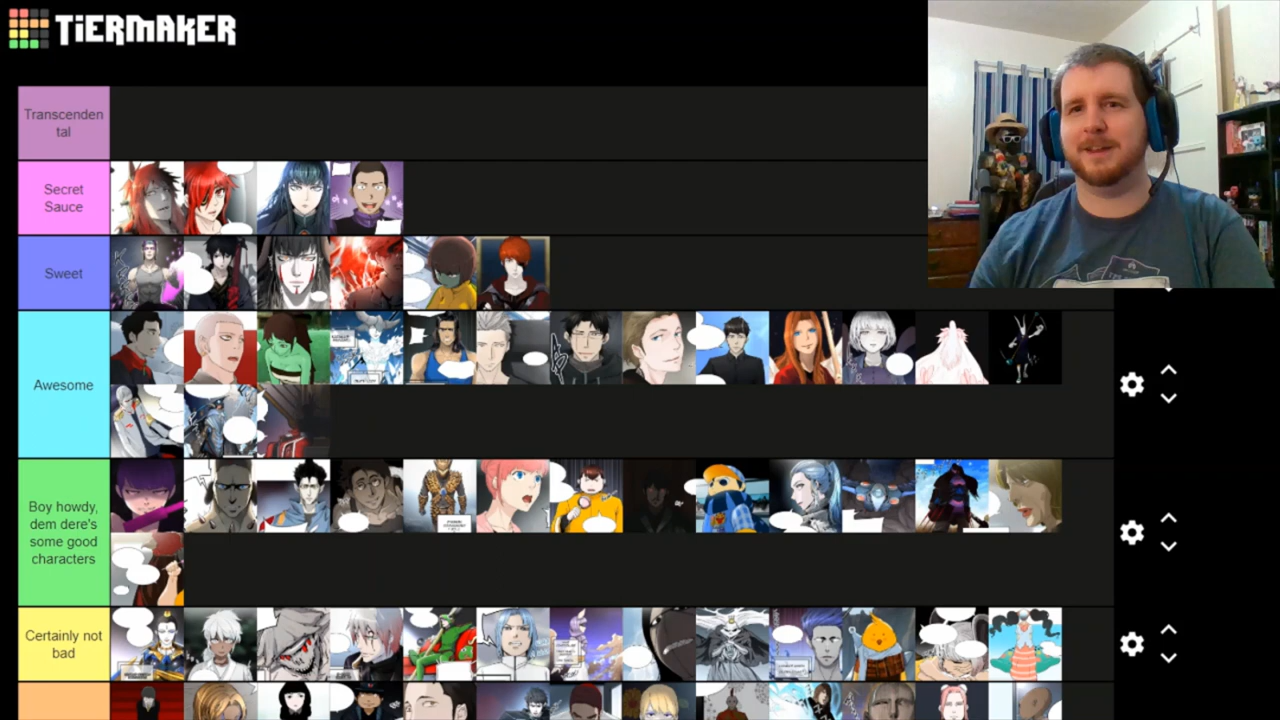 TIERMAKER
Transcenden
tal
Secret
Sauce
Sweet
Awesome
Boy howdy,
dem dere's
some good
characters
Certainly not
bad